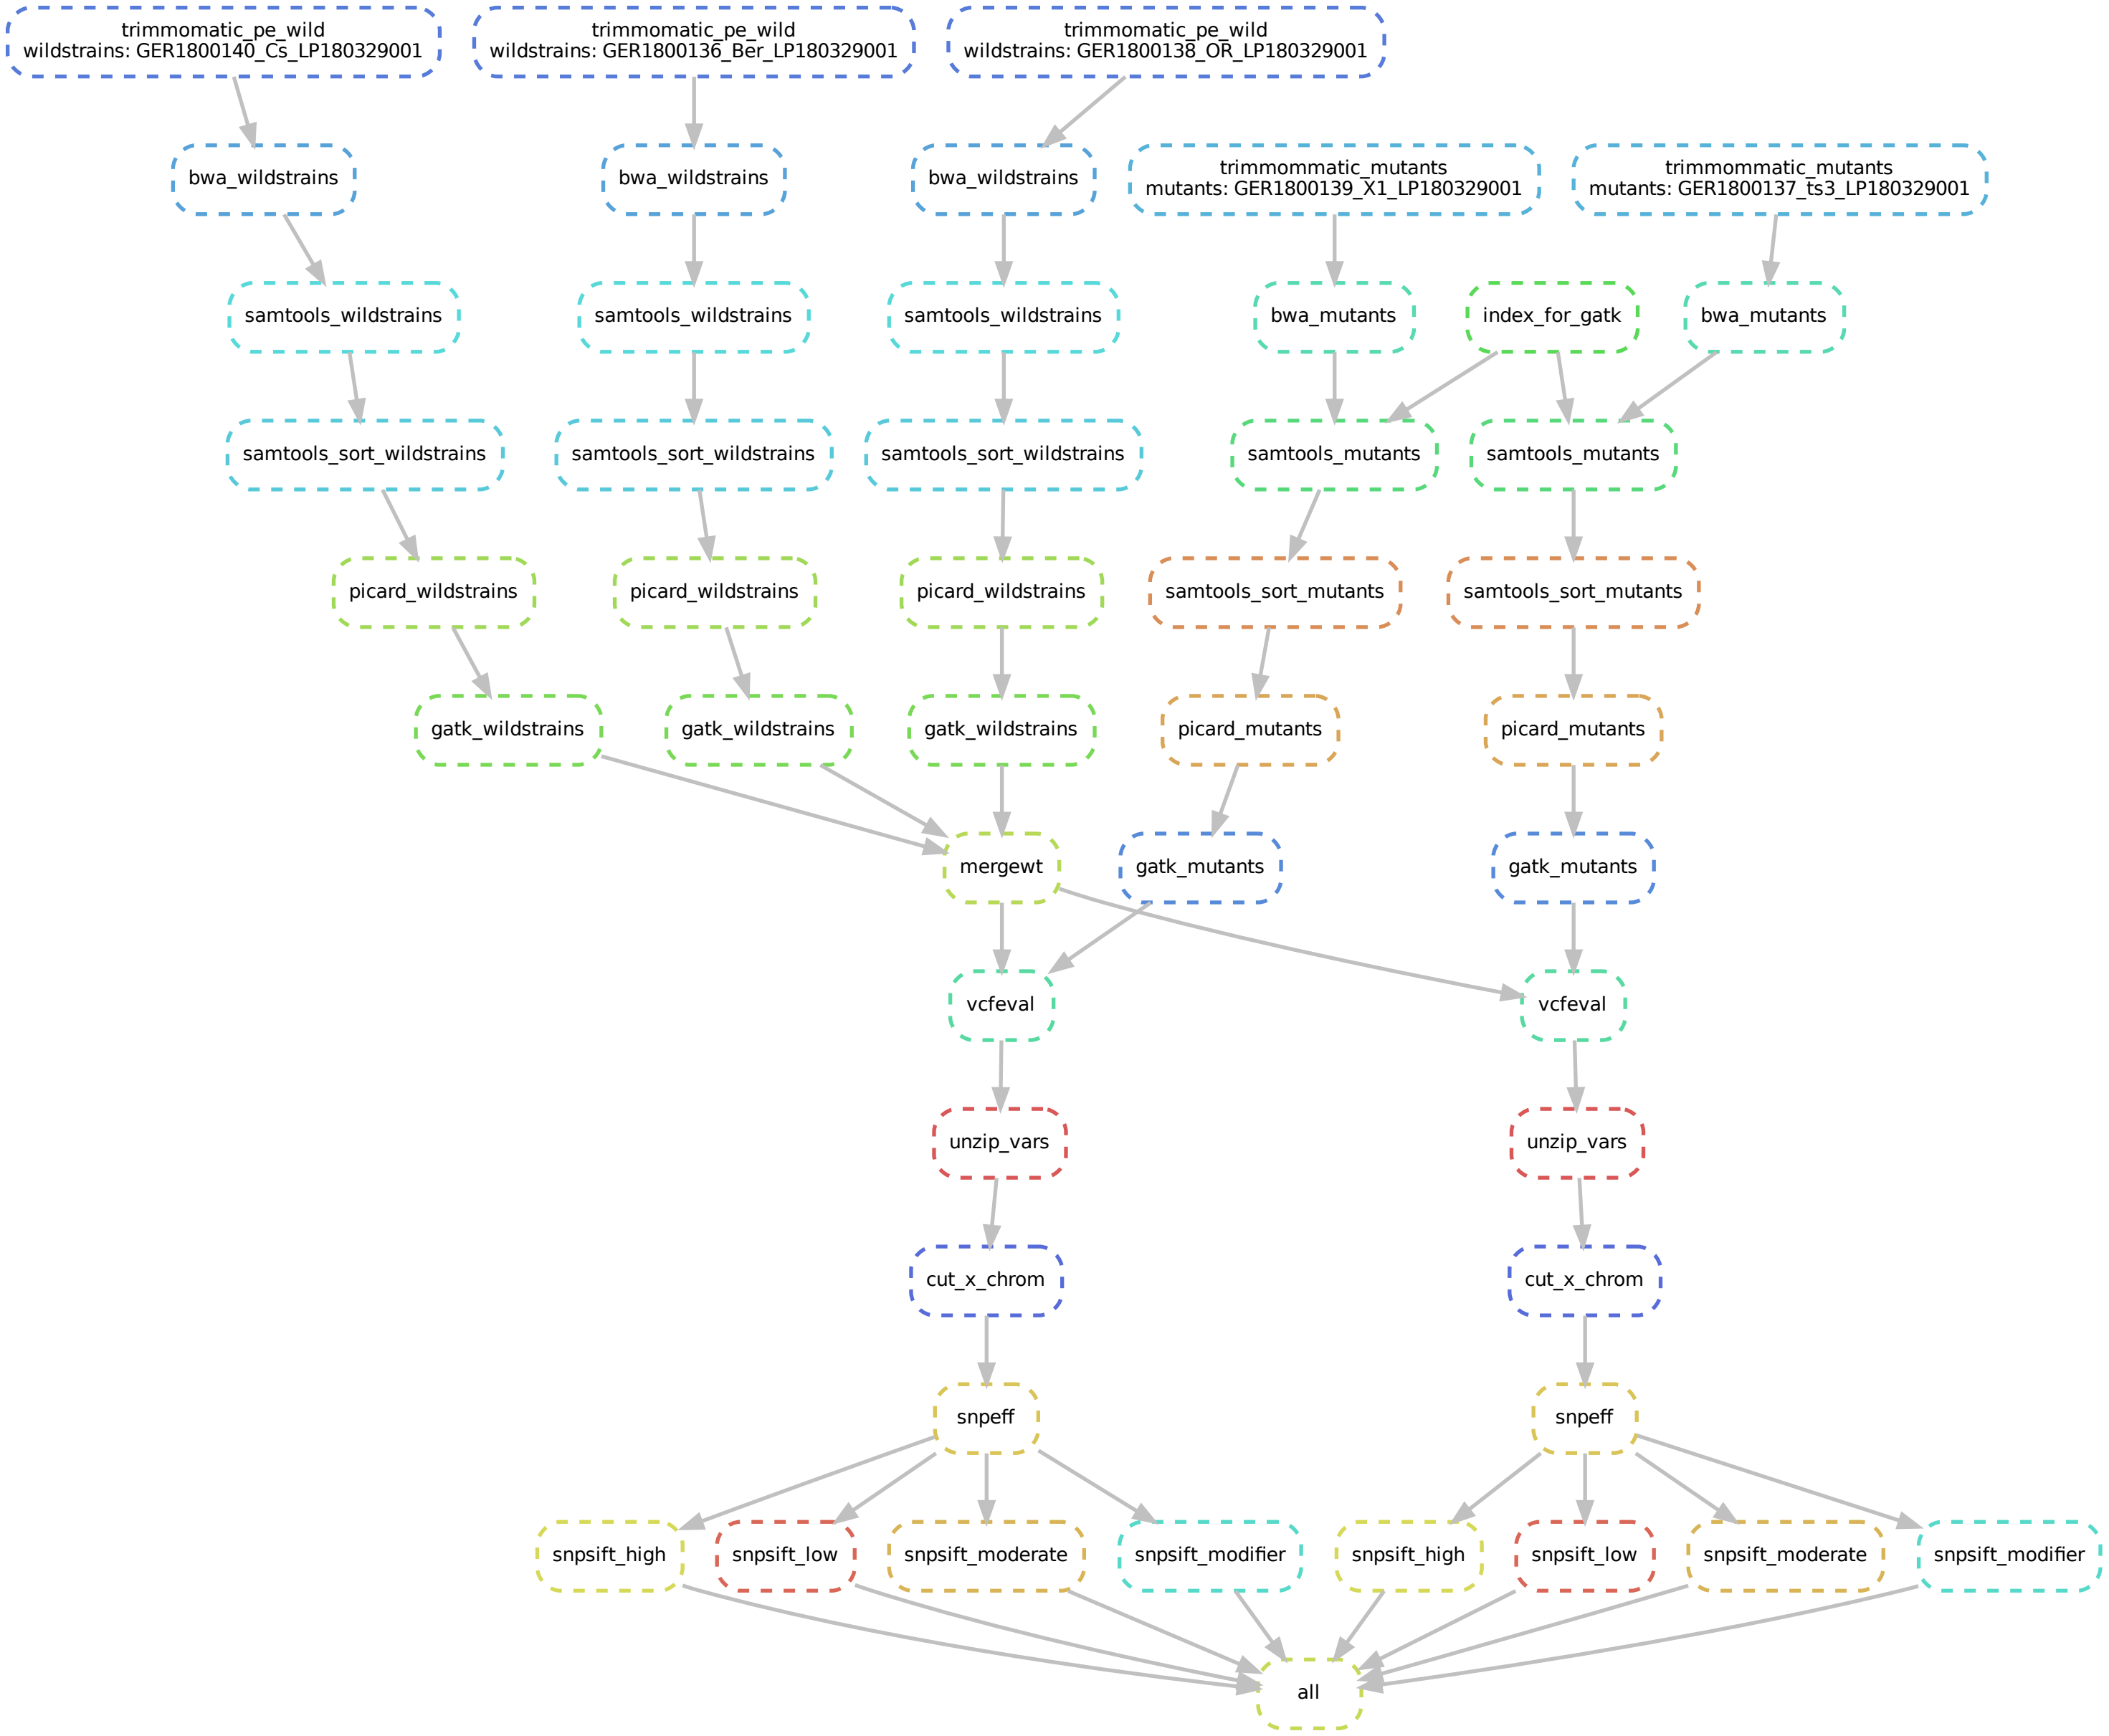 trimmomatic_pe_wild
wildstrains: GER1800140_Cs_LP180329001
trimmomatic_pe_wild
wildstrains: GER1800136_Ber_LP180329001
trimmomatic_pe_wild
wildstrains: GER1800138_OR_LP180329001
bwa_wildstrains
bwa_wildstrains
bwa_wildstrains
trimmommatic_mutants
mutants: GER1800139_X1_LP180329001
trimmommatic_mutants
mutants: GER1800137_ts3_LP180329001
samtools_wildstrains
samtools_wildstrains
samtools_wildstrains
bwa_mutants
index_for_gatk
bwa_mutants
samtools_sort_wildstrains
samtools_sort_wildstrains
samtools_sort_wildstrains
samtools_mutants
samtools_mutants
picard_wildstrains
picard_wildstrains
picard_wildstrains
samtools_sort_mutants
samtools_sort_mutants
gatk_wildstrains
gatk_wildstrains
gatk_wildstrains
picard_mutants
picard_mutants
mergewt
gatk_mutants
gatk_mutants
vcfeval
vcfeval
unzip_vars
unzip_vars
cut_x_chrom
cut_x_chrom
snpeff
snpeff
snpsift_high
snpsift_low
snpsift_moderate
snpsift_modifier
snpsift_high
snpsift_low
snpsift_moderate
snpsift_modifier
all